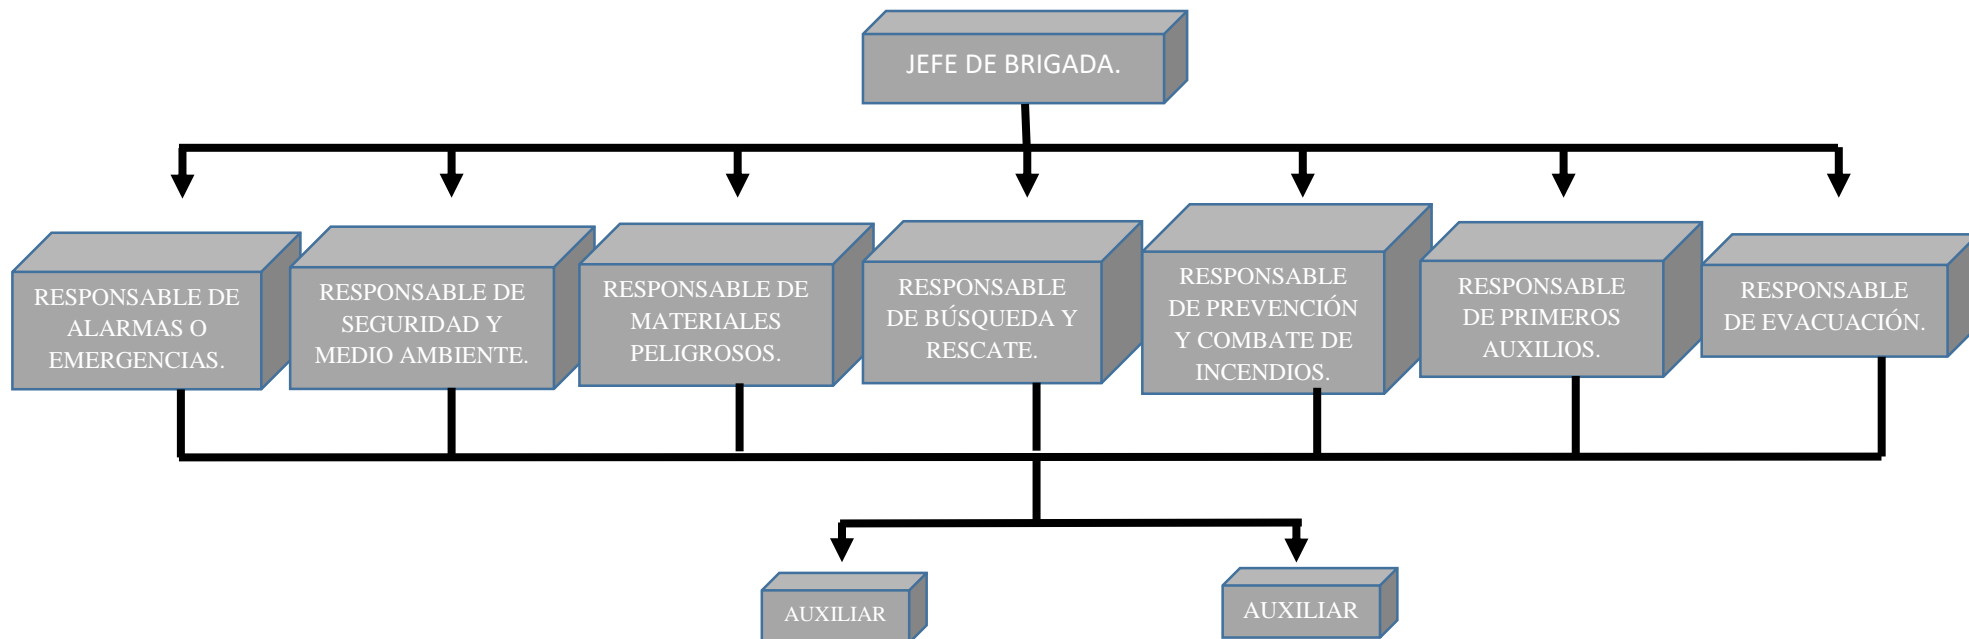 JEFE DE BRIGADA.
RESPONSABLE DE
ALARMAS O
EMERGENCIAS.
RESPONSABLE DE
SEGURIDAD Y
MEDIO AMBIENTE.
RESPONSABLE DE
MATERIALES
PELIGROSOS.
RESPONSABLE
DE BÚSQUEDA Y
RESCATE.
RESPONSABLE
DE PREVENCIÓN
Y COMBATE DE
INCENDIOS.
RESPONSABLE
DE PRIMEROS
AUXILIOS.
RESPONSABLE
DE EVACUACIÓN.
AUXILIAR
AUXILIAR